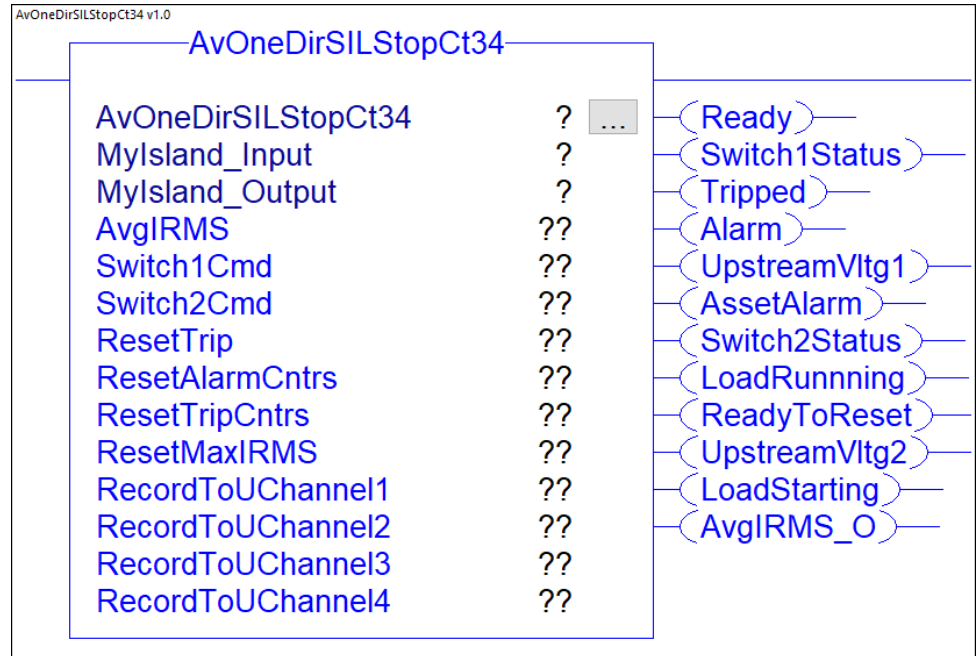 AvOneDirSILStopCt34 v1.0
AvOneDirSILStopCt34
AvOneDirSILStopCt34 ? ... Ready
MyIsland_Input ? Switch1Status
MyIsland_Output ? Tripped
AvgIRMS ?? Alarm
Switch1Cmd ?? UpstreamVltg1
Switch2Cmd ?? AssetAlarm
ResetTrip ?? Switch2Status
ResetAlarmCntrs ?? LoadRunnning
ResetTripCntrs ?? ReadyToReset
ResetMaxIRMS ?? UpstreamVltg2
RecordToUChannel1 ?? LoadStarting
RecordToUChannel2 ?? AvgIRMS_O
RecordToUChannel3 ??
RecordToUChannel4 ??